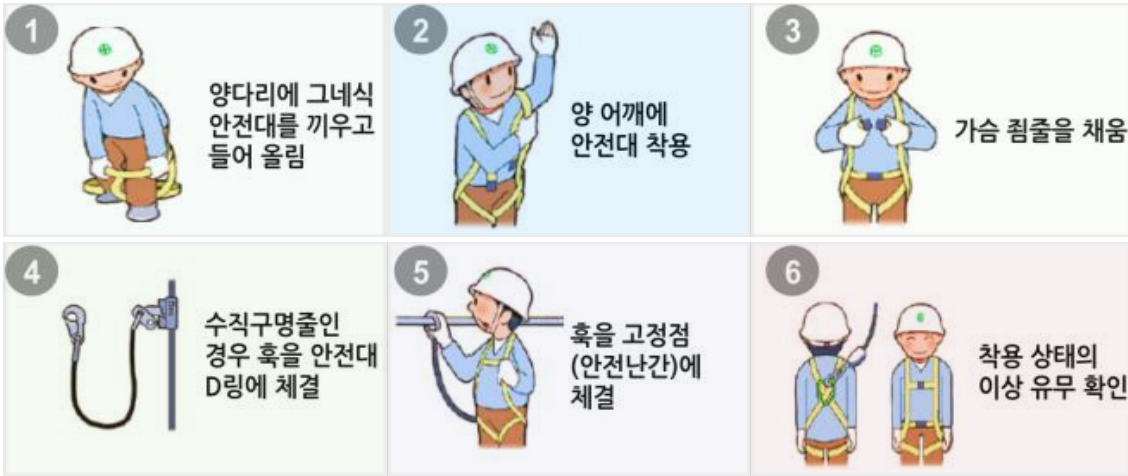 1
양다리에 그네식
안전대를 끼우고
들어 올림
2
양 어깨에
안전대 착용
3
가슴 죔줄을 채움
4
수직구명줄인
경우 훅을 안전대
D링에 체결
5
훅을 고정점
(안전난간)에
체결
6
착용 상태의
이상 유무 확인